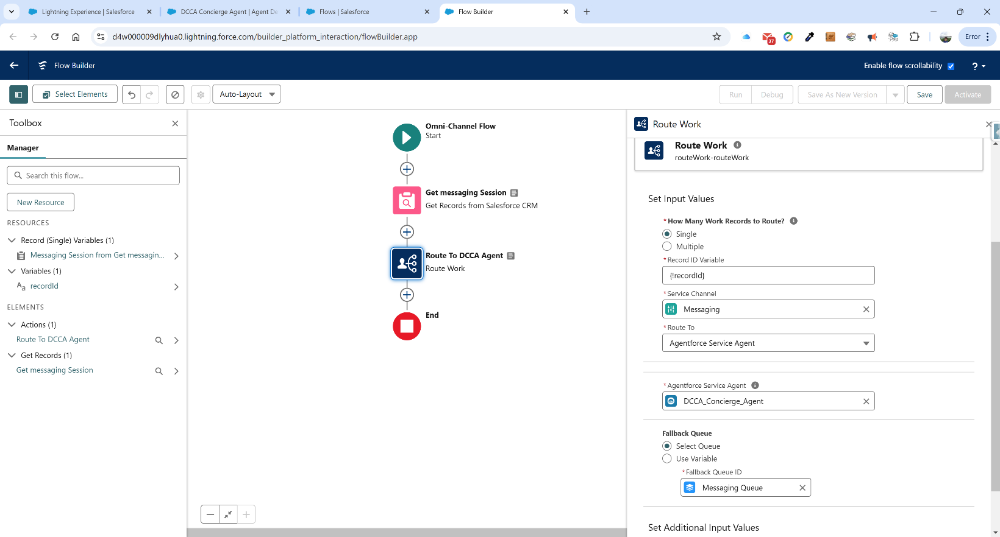 Lightning Experience | Salesforce
DCCA Concierge Agent | Agent De
Flows | Salesforce
Flow Builder
d4w000009dlyhua0.lightning.force.com/builder_platform_interaction/flowBuilder.app
37
Error
Flow Builder
Enable flow scrollability
?
Select Elements
Auto-Layout
Run
Debug
Save As New Version
Save
Activate
Toolbox
Manager
Search this flow...
New Resource
RESOURCES
Record (Single) Variables (1)
Messaging Session from Get messagin...
Variables (1)
Aa recordId
ELEMENTS
Actions (1)
Route To DCCA Agent
Get Records (1)
Get messaging Session
Omni-Channel Flow
Start
Get messaging Session
Get Records from Salesforce CRM
Route To DCCA Agent
Route Work
End
Route Work
Route Work
routeWork-routeWork
Set Input Values
*How Many Work Records to Route?
Single
Multiple
*Record ID Variable
{!recordId}
*Service Channel
Messaging
*Route To
Agentforce Service Agent
*Agentforce Service Agent
DCCA_Concierge_Agent
Fallback Queue
Select Queue
Use Variable
*Fallback Queue ID
Messaging Queue
Set Additional Input Values